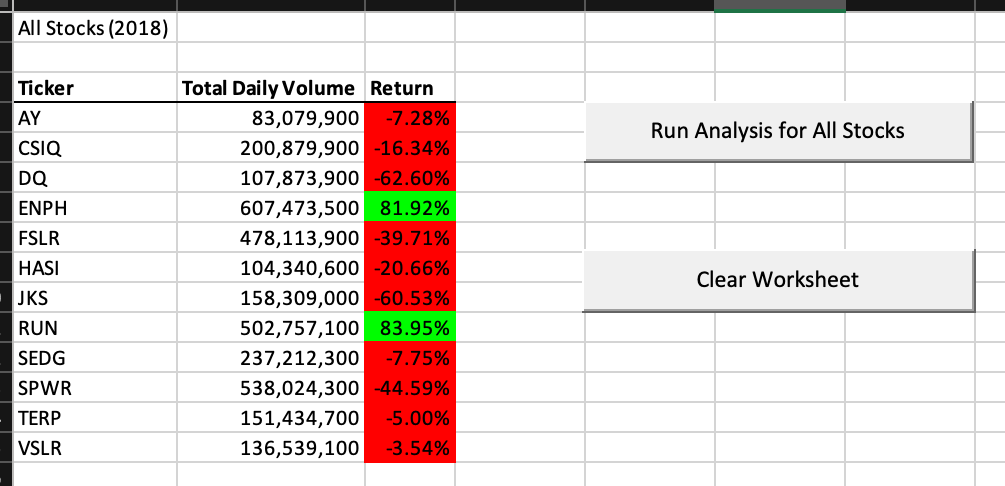 All Stocks (2018)
Ticker Total Daily Volume Return
AY 83,079,900 -7.28%
CSIQ 200,879,900 -16.34%
DQ 107,873,900 -62.60%
ENPH 607,473,500 81.92%
FSLR 478,113,900 -39.71%
HASI 104,340,600 -20.66%
JKS 158,309,000 -60.53%
RUN 502,757,100 83.95%
SEDG 237,212,300 -7.75%
SPWR 538,024,300 -44.59%
TERP 151,434,700 -5.00%
VSLR 136,539,100 -3.54%
Run Analysis for All Stocks
Clear Worksheet